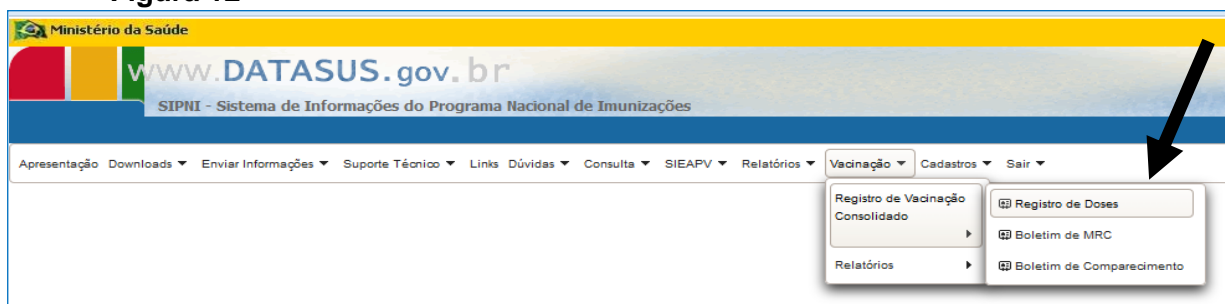 Figura 12
Ministério da Saúde
www.DATASUS.gov.br
SIPNI - Sistema de Informações do Programa Nacional de Imunizações
Apresentação Downloads Enviar Informações Suporte Técnico Links Dúvidas Consulta SIEAPV Relatórios Vacinação Cadastros Sair
Registro de Vacinação
Consolidado
Relatórios
Registro de Doses
Boletim de MRC
Boletim de Comparecimento